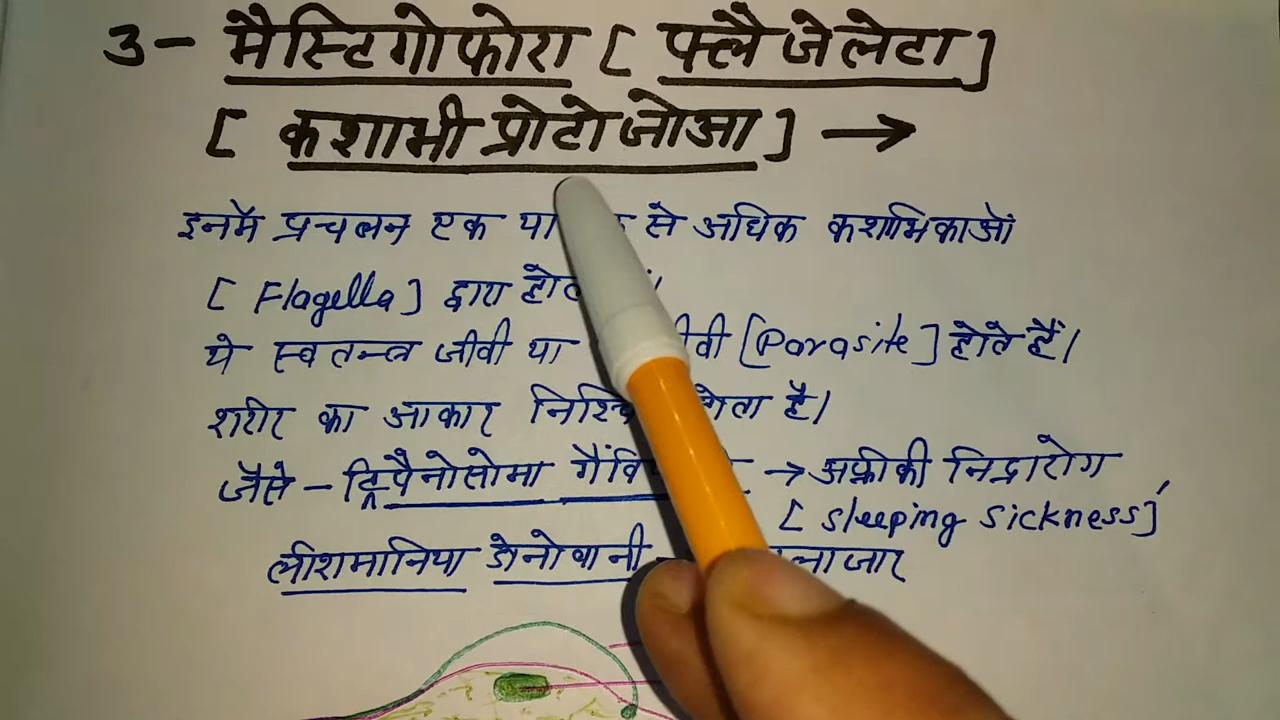 3- मैस्टिगोफोरा [ फ्लैजेलेटा ]
[ कशाभी प्रोटोजोआ ] →
इनमें प्रचलन एक या से अधिक कशाभिकाओं
[ Flagella ] द्वारा
ये स्वतन्त्र जीवी या [Parasite] होते हैं।
शरीर का आकार है।
जैसे - ट्रिपैनोसोमा → अफ्रीकी निद्रारोग
[ sleeping sickness ],
लीशमानिया डोनोवानी